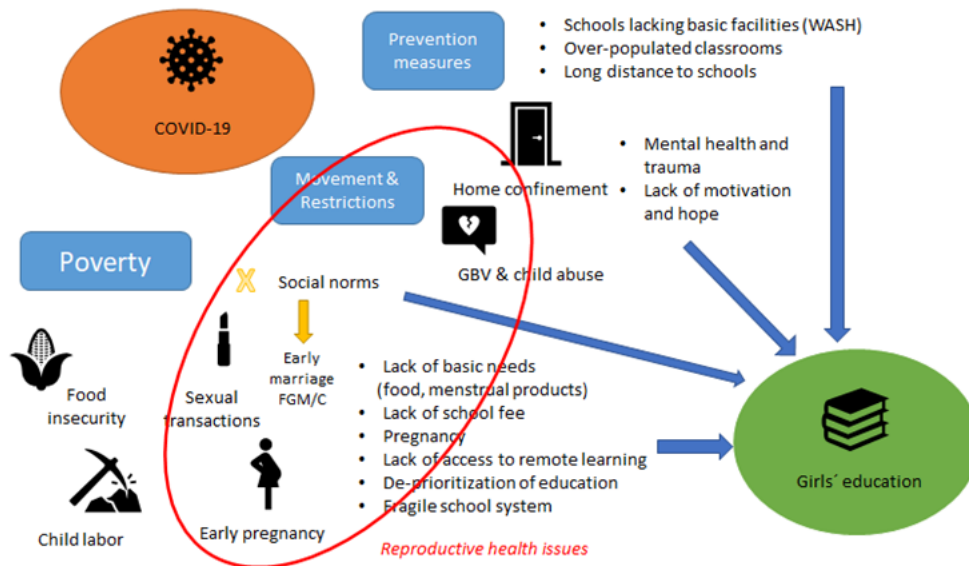 COVID-19
Prevention
measures
• Schools lacking basic facilities (WASH)
• Over-populated classrooms
• Long distance to schools
Movement &
Restrictions
Home confinement
• Mental health and
trauma
• Lack of motivation
and hope
Poverty
GBV & child abuse
X
Social norms
Early
marriage
FGM/C
Food
insecurity
Sexual
transactions
Child labor
Early pregnancy
• Lack of basic needs
(food, menstrual products)
• Lack of school fee
• Pregnancy
• Lack of access to remote learning
• De-prioritization of education
• Fragile school system
Reproductive health issues
Girls´ education